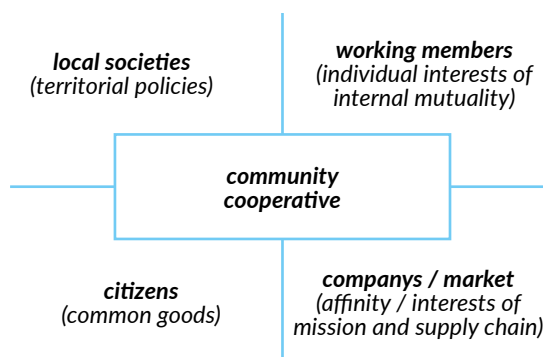 local societies
(territorial policies)
working members
(individual interests of
internal mutuality)
community
cooperative
citizens
(common goods)
companys / market
(affinity / interests of
mission and supply chain)